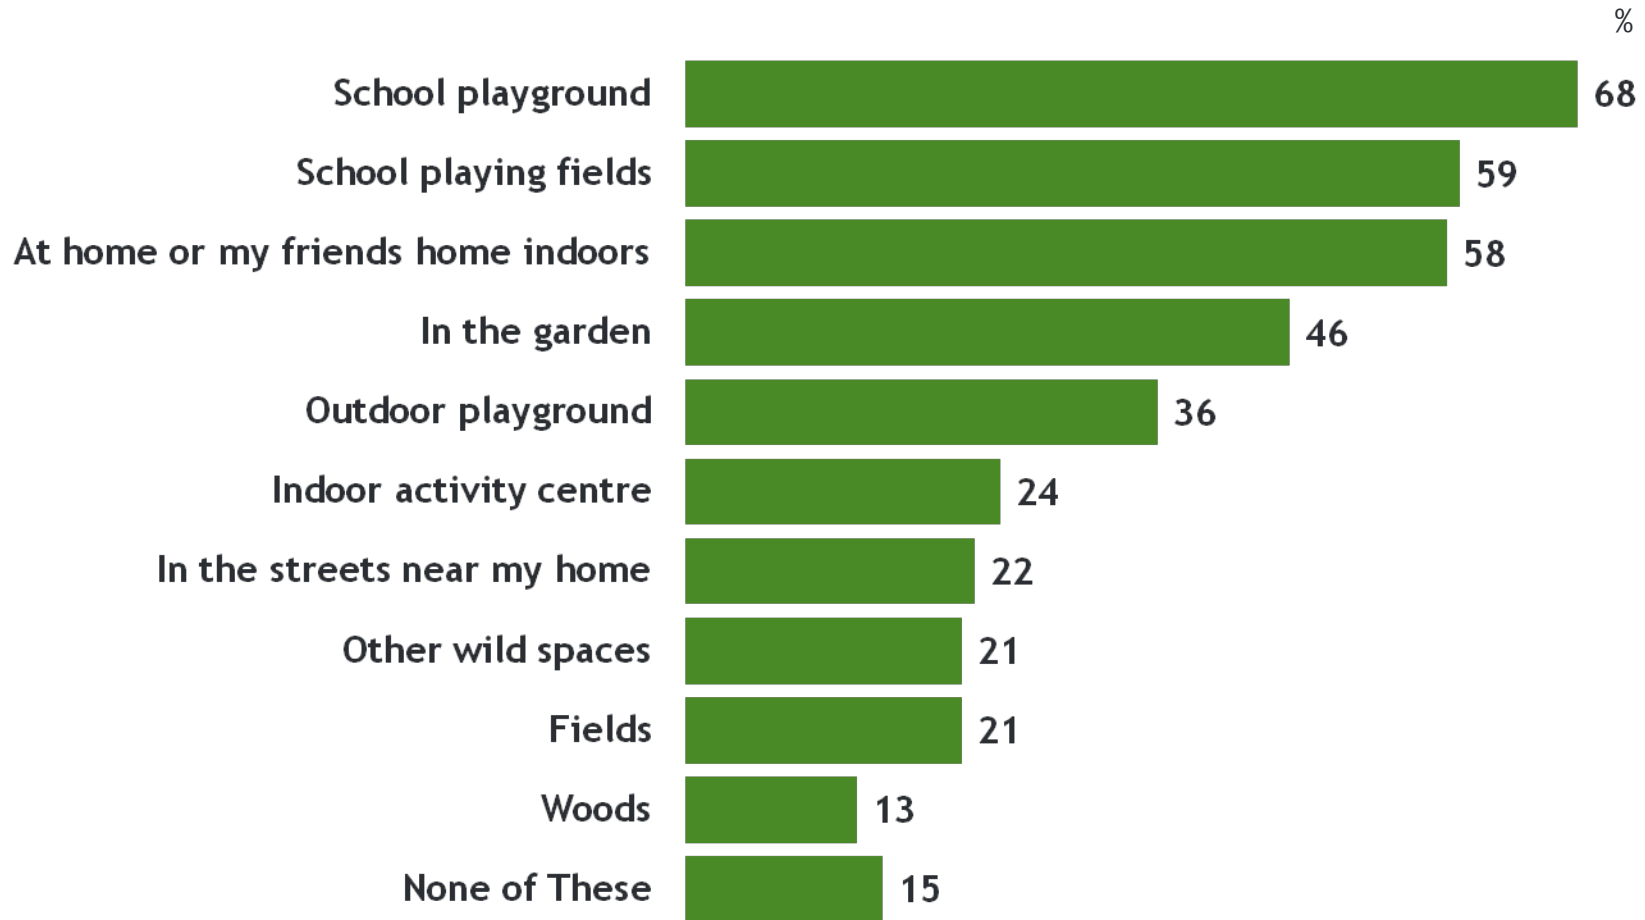 %
School playground 68
School playing fields 59
At home or my friends home indoors 58
In the garden 46
Outdoor playground 36
Indoor activity centre 24
In the streets near my home 22
Other wild spaces 21
Fields 21
Woods 13
None of These 15